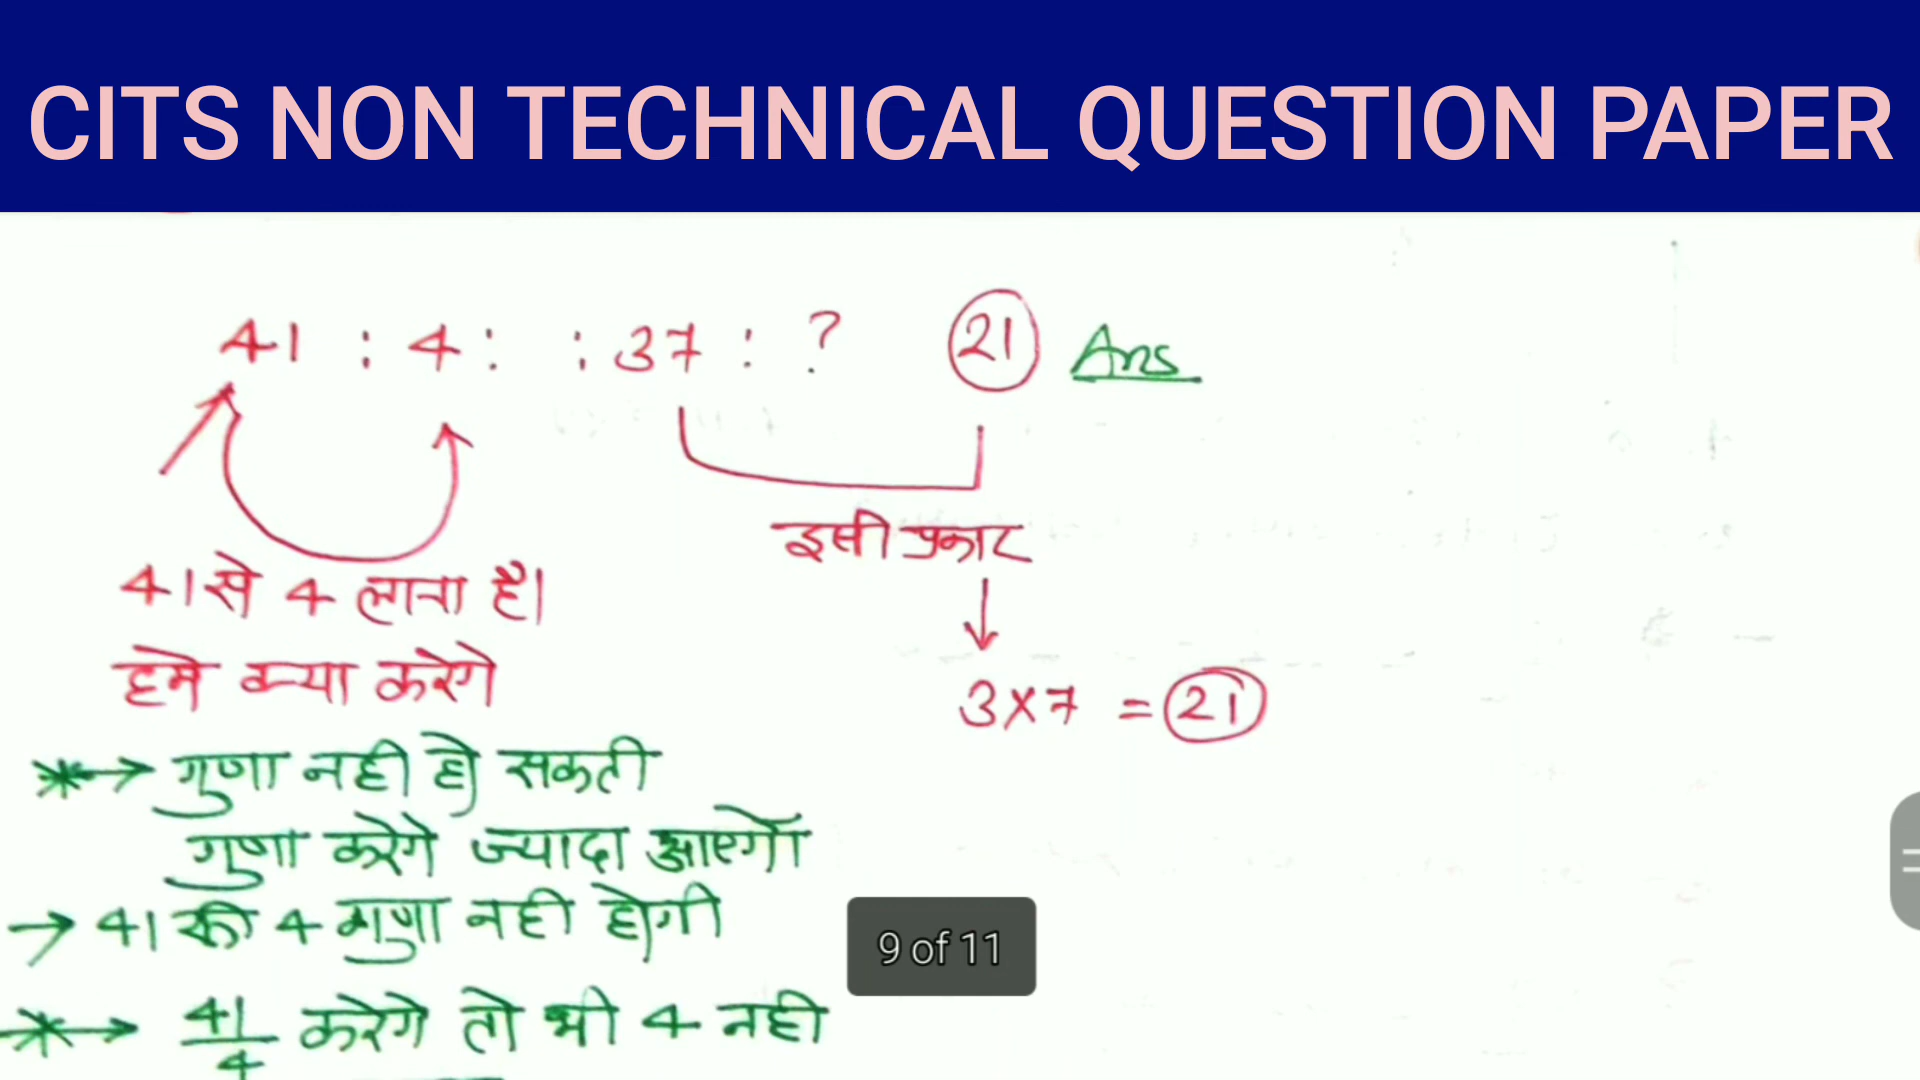 CITS NON TECHNICAL QUESTION PAPER
41 : 4 : : 37 : ? 21 Ans
इसी प्रकार
41 से 4 लाना है।
हमे क्या करेगे
3×7 = 21
*→ गुणा नही हो सकती
गुणा करेगे ज्यादा आएगो
→ 41 की 4 गुणा नही होगी
9 of 11
*→ 41/4 करेगे तो भी 4 नही